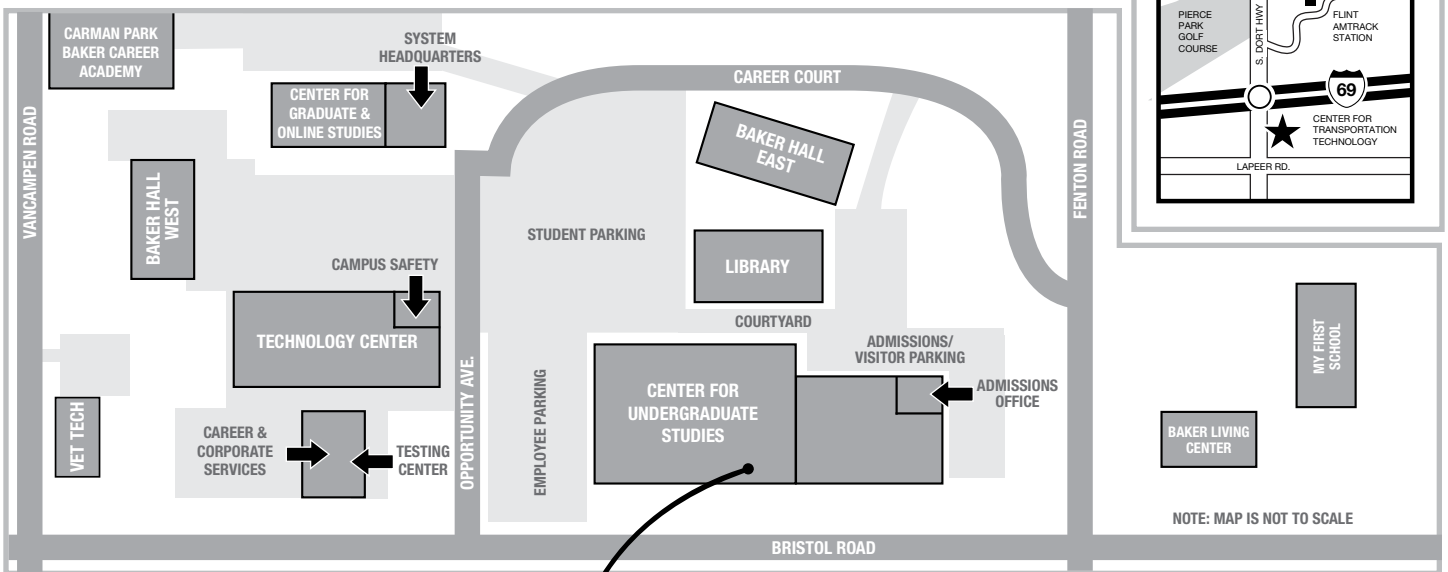 CARMAN PARK
BAKER CAREER
ACADEMY
SYSTEM
HEADQUARTERS
CENTER FOR
GRADUATE &
ONLINE STUDIES
CAREER COURT
VANCAMPEN ROAD
BAKER HALL
WEST
BAKER HALL
EAST
FENTON ROAD
STUDENT PARKING
LIBRARY
CAMPUS SAFETY
TECHNOLOGY CENTER
COURTYARD
ADMISSIONS/
VISITOR PARKING
OPPORTUNITY AVE.
EMPLOYEE PARKING
CENTER FOR
UNDERGRADUATE
STUDIES
ADMISSIONS
OFFICE
VET TECH
CAREER &
CORPORATE
SERVICES
TESTING
CENTER
BRISTOL ROAD
PIERCE
PARK
GOLF
COURSE
S. DORT HWY
FLINT
AMTRACK
STATION
69
CENTER FOR
TRANSPORTATION
TECHNOLOGY
LAPEER RD.
MY FIRST
SCHOOL
BAKER LIVING
CENTER
NOTE: MAP IS NOT TO SCALE